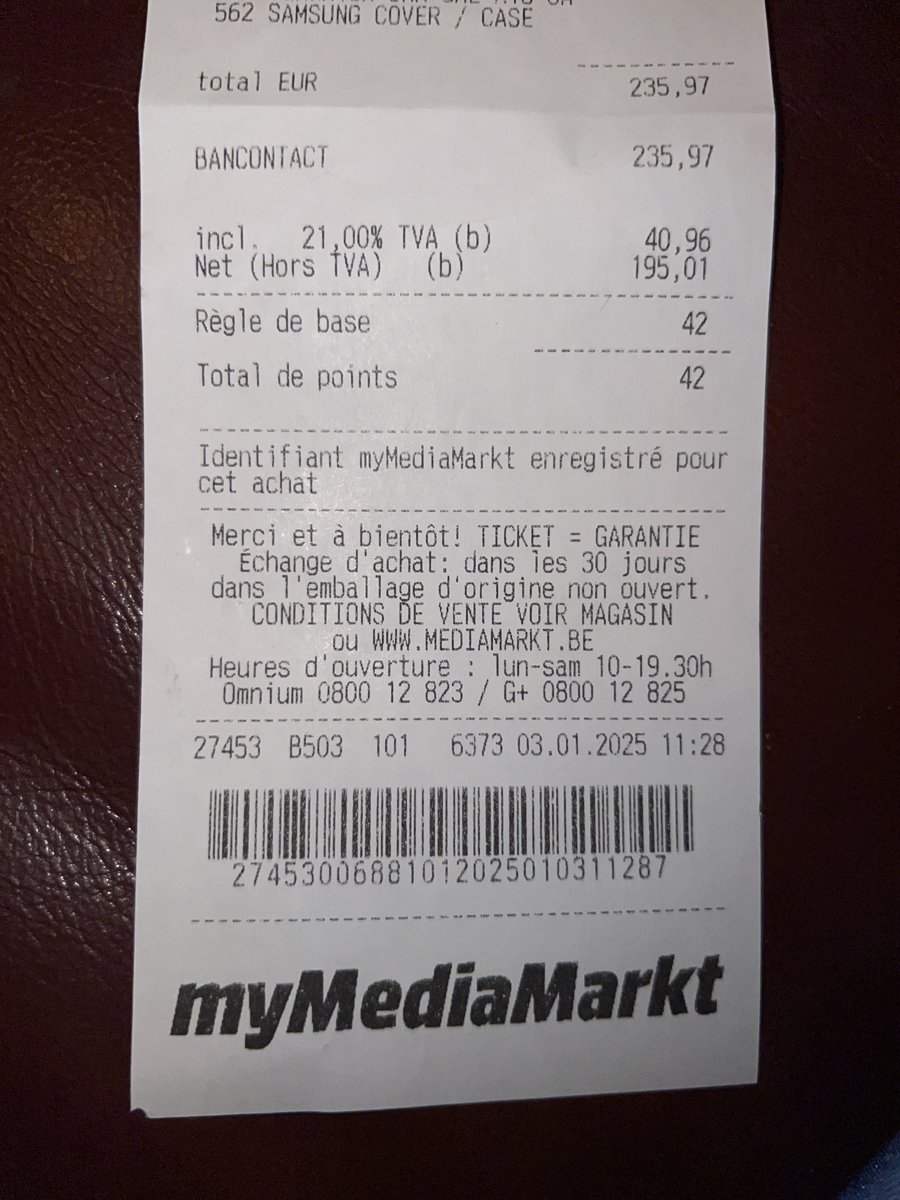 562 SAMSUNG COVER / CASE
total EUR 235,97
BANCONTACT 235,97
incl. 21,00% TVA (b) 40,96
Net (Hors TVA) (b) 195,01
Règle de base 42
Total de points 42
Identifiant myMediaMarkt enregistré pour
cet achat
Merci et à bientôt! TICKET = GARANTIE
Échange d'achat: dans les 30 jours
dans l'emballage d'origine non ouvert.
CONDITIONS DE VENTE VOIR MAGASIN
ou WWW.MEDIAMARKT.BE
Heures d'ouverture : lun-sam 10-19.30h
Omnium 0800 12 823 / G+ 0800 12 825
27453 B503 101 6373 03.01.2025 11:28
27453006881012025010311287
myMediaMarkt